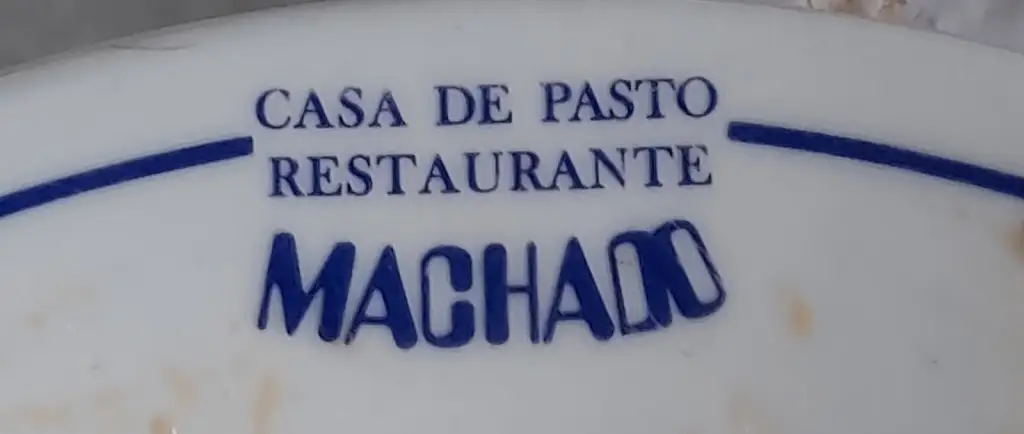 CASA DE PASTO
RESTAURANTE
MACHADO